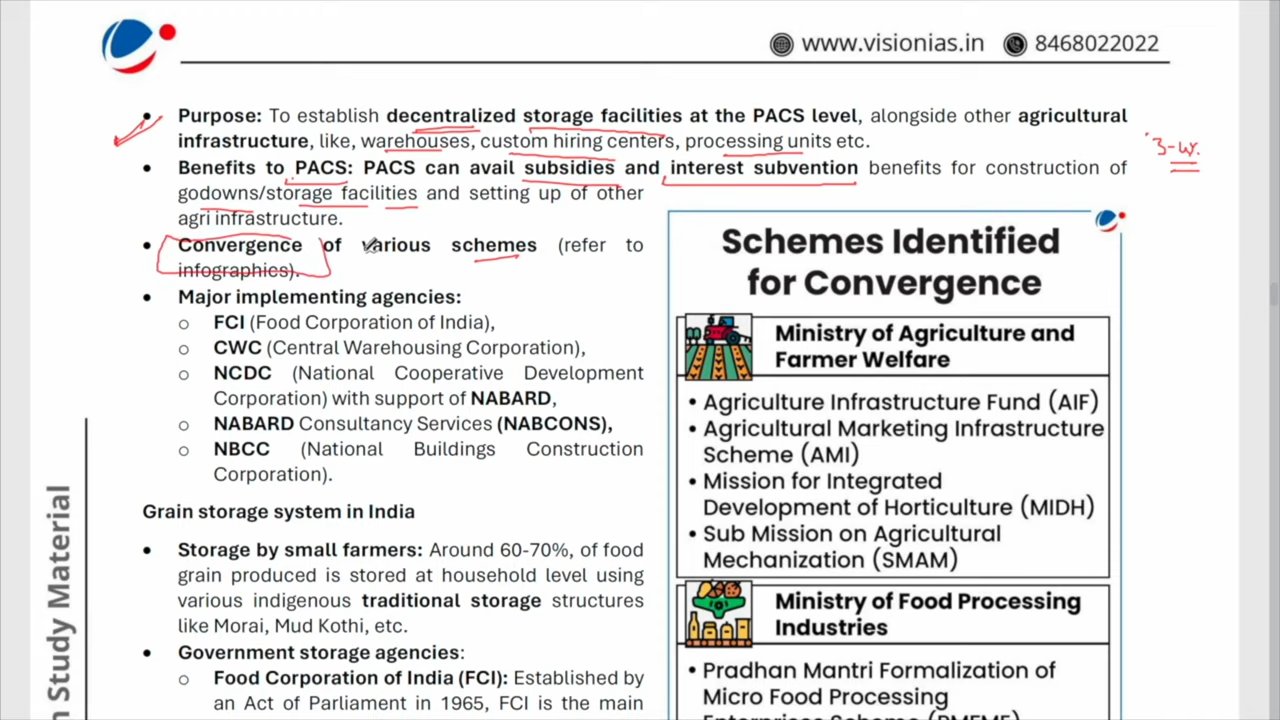 www.visionias.in 8468022022
• Purpose: To establish decentralized storage facilities at the PACS level, alongside other agricultural
infrastructure, like, warehouses, custom hiring centers, processing units etc.
3-w.
• Benefits to PACS: PACS can avail subsidies and interest subvention benefits for construction of
godowns/storage facilities and setting up of other
agri infrastructure.
• Convergence of various schemes (refer to
infographics).
• Major implementing agencies:
o FCI (Food Corporation of India),
o CWC (Central Warehousing Corporation),
o NCDC (National Cooperative Development
Corporation) with support of NABARD,
o NABARD Consultancy Services (NABCONS),
o NBCC (National Buildings Construction
Corporation).
Grain storage system in India
• Storage by small farmers: Around 60-70%, of food
grain produced is stored at household level using
various indigenous traditional storage structures
like Morai, Mud Kothi, etc.
• Government storage agencies:
o Food Corporation of India (FCI): Established by
an Act of Parliament in 1965, FCI is the main
Schemes Identified
for Convergence
Ministry of Agriculture and
Farmer Welfare
• Agriculture Infrastructure Fund (AIF)
• Agricultural Marketing Infrastructure
Scheme (AMI)
• Mission for Integrated
Development of Horticulture (MIDH)
• Sub Mission on Agricultural
Mechanization (SMAM)
Ministry of Food Processing
Industries
• Pradhan Mantri Formalization of
Micro Food Processing
Enterprises Scheme (PMFME)
Study Material